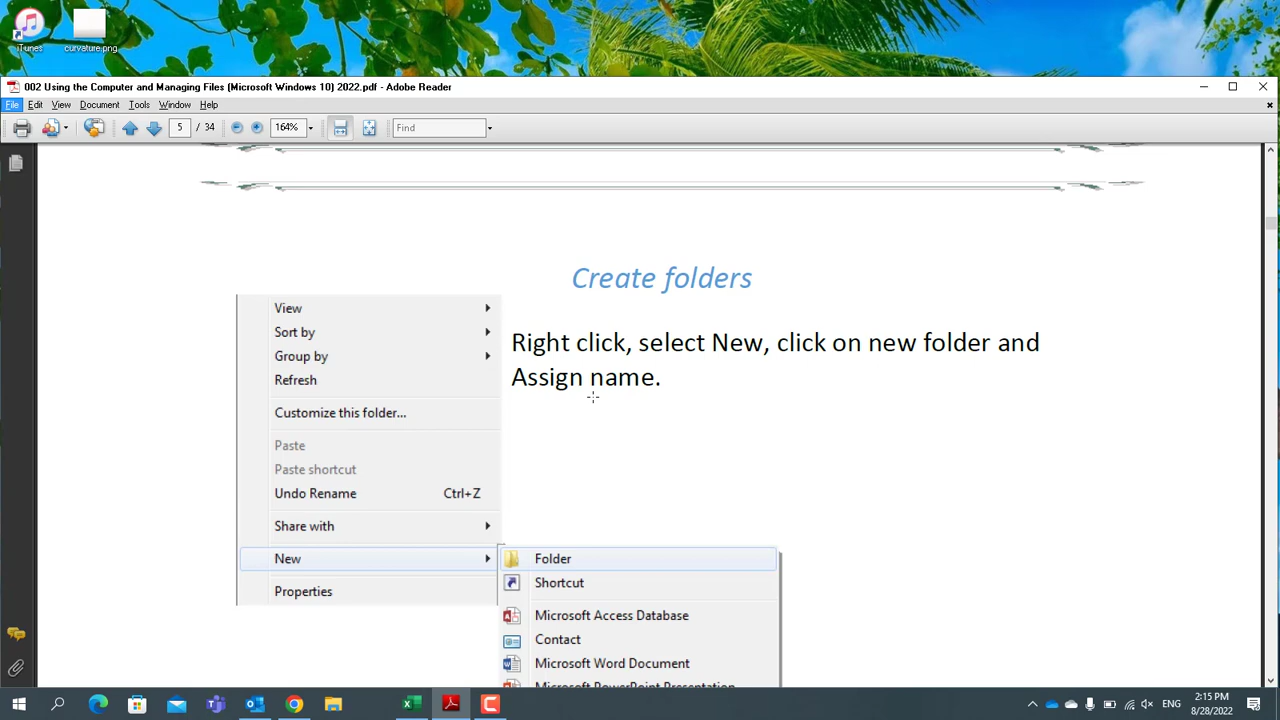 iTunes
curvature.png
002 Using the Computer and Managing Files (Microsoft Windows 10) 2022.pdf - Adobe Reader
File Edit View Document Tools Window Help
5 / 34 164% Find
Create folders
Right click, select New, click on new folder and
Assign name.
View
Sort by
Group by
Refresh
Customize this folder...
Paste
Paste shortcut
Undo Rename Ctrl+Z
Share with
New
Properties
Folder
Shortcut
Microsoft Access Database
Contact
Microsoft Word Document
Microsoft PowerPoint Presentation
ENG
2:15 PM
8/28/2022